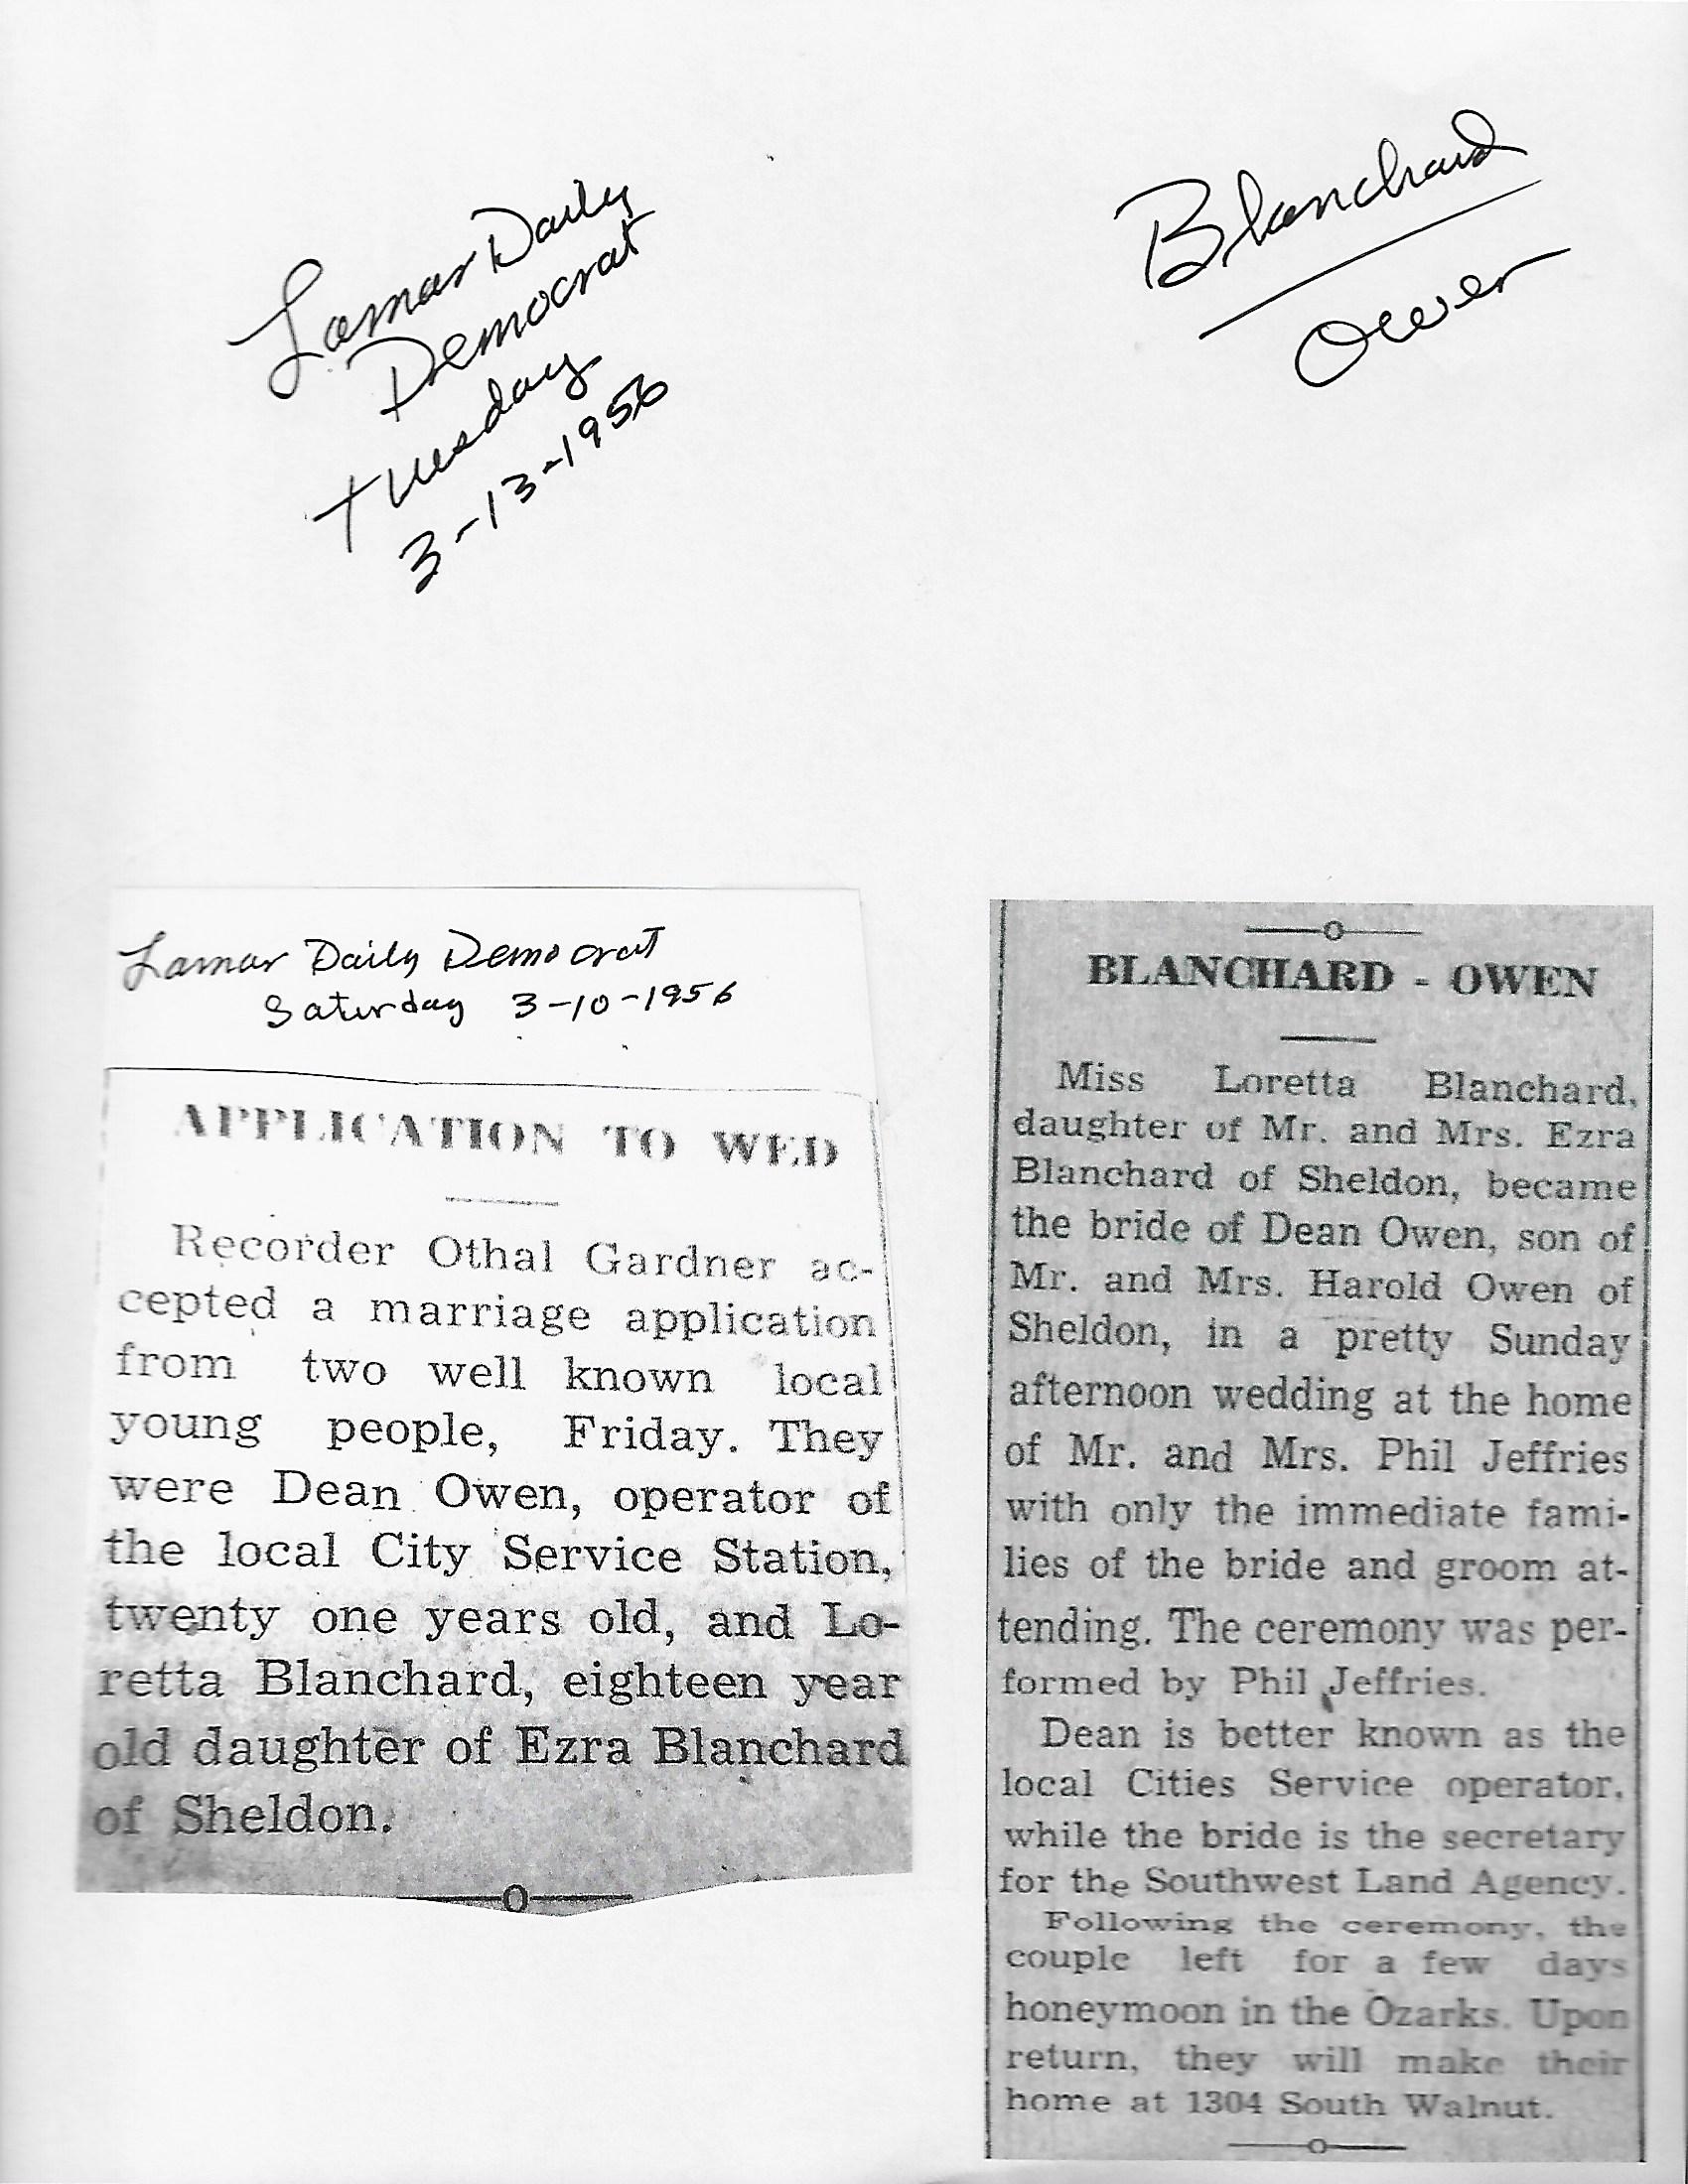 Lamar Daily
Democrat
Tuesday
3-13-1956
Blanchard
Owen
Lamar Daily Democrat
Saturday 3-10-1956
APPLICATION TO WED
Recorder Othal Gardner ac-
cepted a marriage application
from two well known local
young people, Friday. They
were Dean Owen, operator of
the local City Service Station,
twenty one years old, and Lo-
retta Blanchard, eighteen year
old daughter of Ezra Blanchard
of Sheldon.
BLANCHARD - OWEN
Miss Loretta Blanchard,
daughter of Mr. and Mrs. Ezra
Blanchard of Sheldon, became
the bride of Dean Owen, son of
Mr. and Mrs. Harold Owen of
Sheldon, in a pretty Sunday
afternoon wedding at the home
of Mr. and Mrs. Phil Jeffries
with only the immediate fami-
lies of the bride and groom at-
tending. The ceremony was per-
formed by Phil Jeffries.
Dean is better known as the
local Cities Service operator,
while the bride is the secretary
for the Southwest Land Agency.
Following the ceremony, the
couple left for a few days
honeymoon in the Ozarks. Upon
return, they will make their
home at 1304 South Walnut.